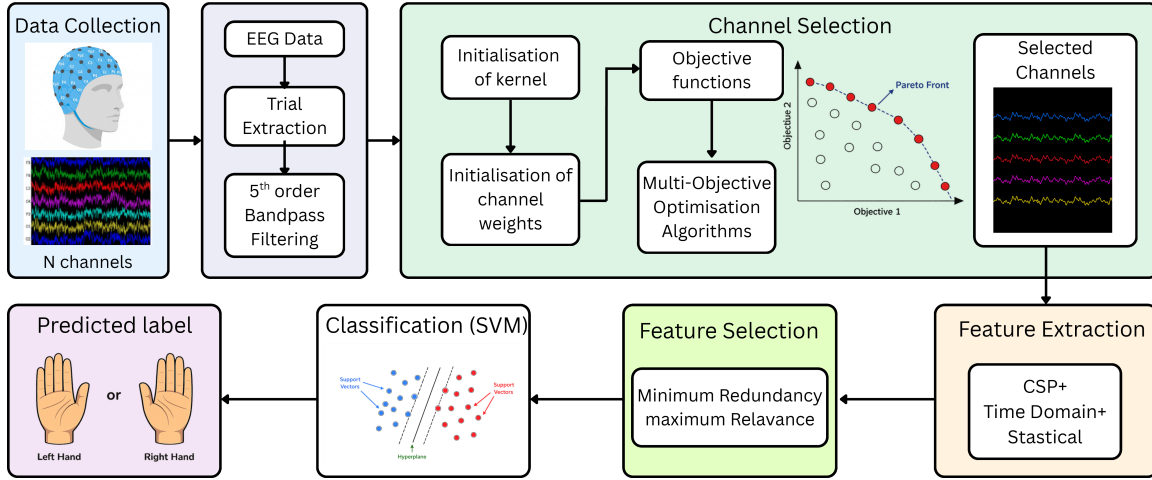 Data Collection
N channels
EEG Data
Trial
Extraction
5th order
Bandpass
Filtering
Channel Selection
Initialisation
of kernel
Initialisation of
channel
weights
Objective
functions
Multi-Objective
Optimisation
Algorithms
Objective 2
Pareto Front
Objective 1
Selected
Channels
Feature Extraction
CSP+
Time Domain+
Stastical
Feature Selection
Minimum Redundancy
maximum Relavance
Classification (SVM)
Support
Vectors
Support
Vectors
Hyperplane
Predicted label
or
Left Hand
Right Hand